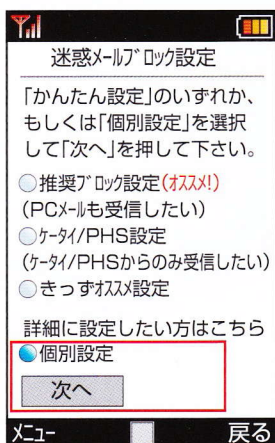 迷惑ﾒｰﾙﾌﾞﾛｯｸ設定
「かんたん設定」のいずれか、
もしくは「個別設定」を選択
して「次へ」を押して下さい。
推奨ﾌﾞﾛｯｸ設定(ｵｽｽﾒ!)
(PCﾒｰﾙも受信したい)
ｹｰﾀｲ/PHS設定
(ｹｰﾀｲ/PHSからのみ受信したい)
きっずｵｽｽﾒ設定
詳細に設定したい方はこちら
個別設定
次へ
ﾒﾆｭｰ
戻る